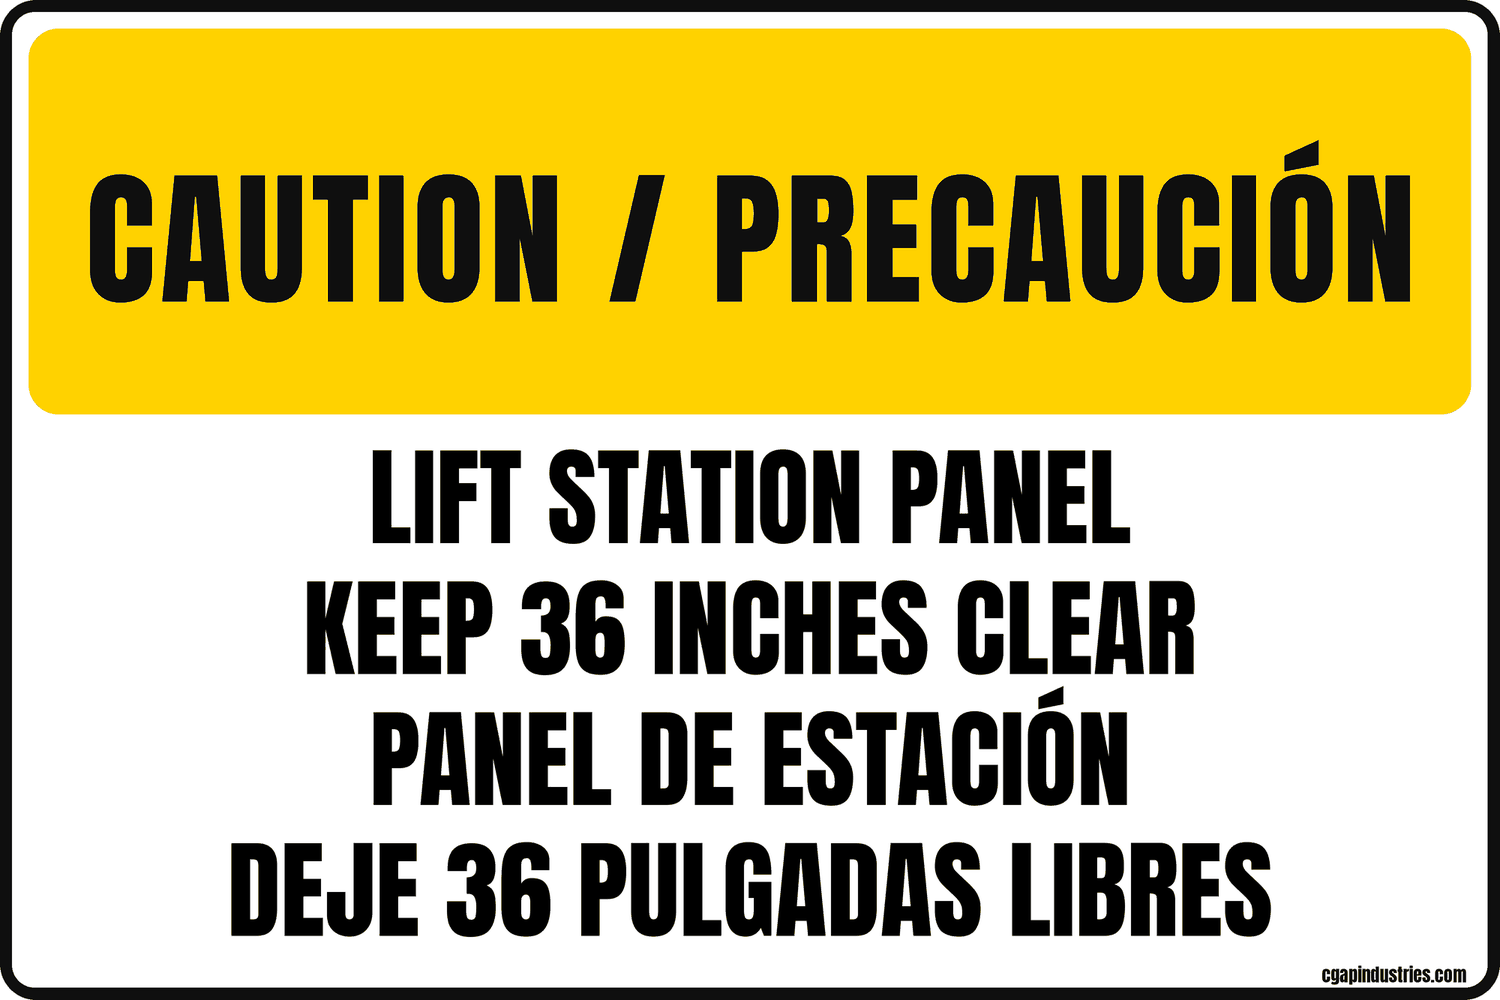 CAUTION / PRECAUCIÓN
LIFT STATION PANEL
KEEP 36 INCHES CLEAR
PANEL DE ESTACIÓN
DEJE 36 PULGADAS LIBRES
cgapindustries.com